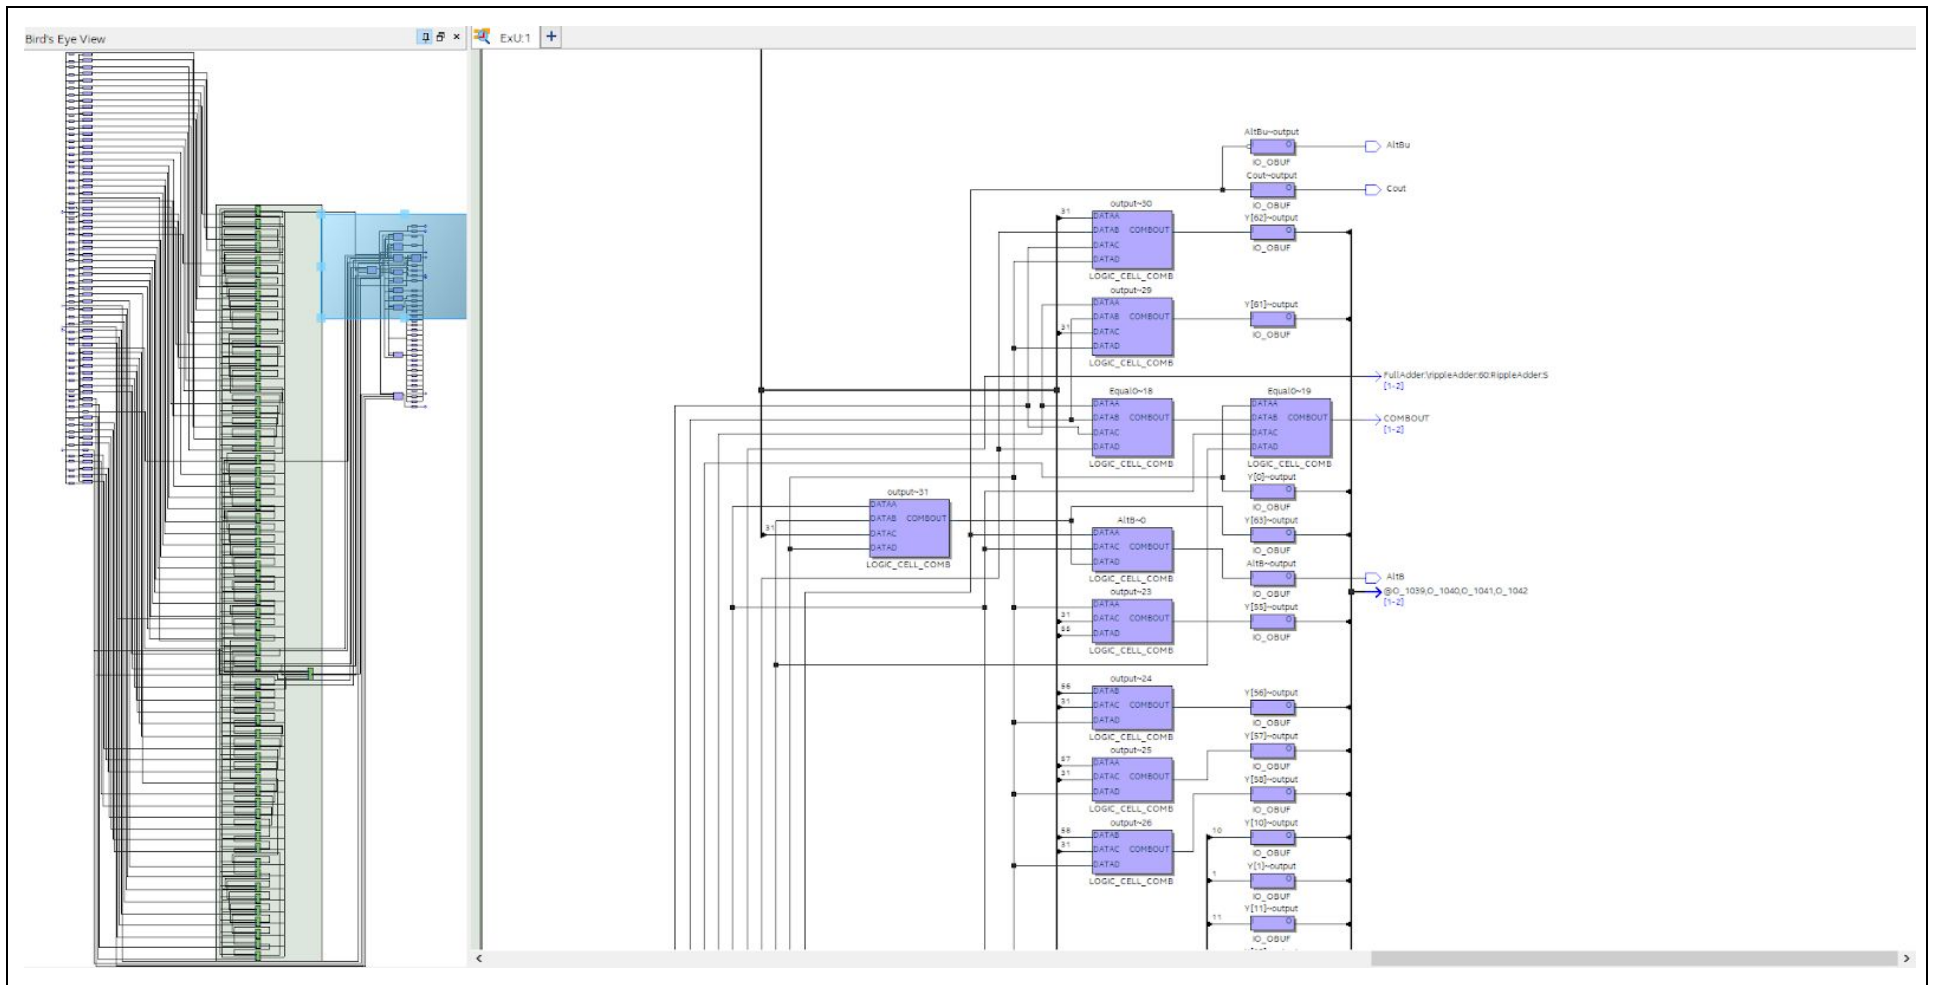 Bird's Eye View
ExU:1
AltBu~output
AltBu
IO_OBUF
Cout~output
Cout
IO_OBUF
output~30
31
DATAA
DATAB COMBOUT
DATAC
DATAD
LOGIC_CELL_COMB
Y[62]~output
IO_OBUF
output~29
DATAA
DATAB COMBOUT
31
DATAC
DATAD
LOGIC_CELL_COMB
Y[61]~output
IO_OBUF
FullAdder:\rippleAdder:60:RippleAdder:S
[1-2]
Equal0~18
DATAA
DATAB COMBOUT
DATAC
DATAD
LOGIC_CELL_COMB
Equal0~19
DATAA
DATAB COMBOUT
DATAC
DATAD
LOGIC_CELL_COMB
COMBOUT
[1-2]
Y[0]~output
IO_OBUF
output~31
DATAA
DATAB COMBOUT
31
DATAC
DATAD
LOGIC_CELL_COMB
Y[63]~output
IO_OBUF
AltB~0
DATAA
DATAC COMBOUT
DATAD
LOGIC_CELL_COMB
AltB~output
AltB
IO_OBUF
@O_1039,O_1040,O_1041,O_1042
[1-2]
output~23
DATAA
31
DATAC COMBOUT
55
DATAD
LOGIC_CELL_COMB
Y[55]~output
IO_OBUF
output~24
56
DATAB
31
DATAC COMBOUT
DATAD
LOGIC_CELL_COMB
Y[56]~output
IO_OBUF
output~25
57
DATAA
31
DATAC COMBOUT
DATAD
LOGIC_CELL_COMB
Y[57]~output
IO_OBUF
Y[58]~output
IO_OBUF
output~26
58
DATAB
31
DATAC COMBOUT
DATAD
LOGIC_CELL_COMB
Y[10]~output
10
IO_OBUF
Y[1]~output
1
IO_OBUF
Y[11]~output
11
IO_OBUF